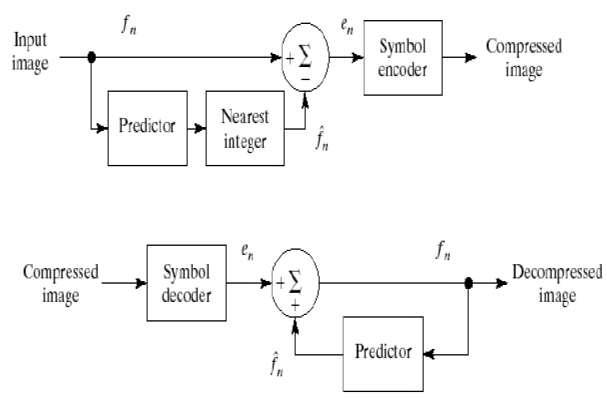 f_n
e_n
Input
image
+ Σ
−
Symbol
encoder
Compressed
image
Predictor
Nearest
integer
f̂_n
Compressed
image
Symbol
decoder
e_n
+ Σ
+
f_n
Decompressed
image
f̂_n
Predictor